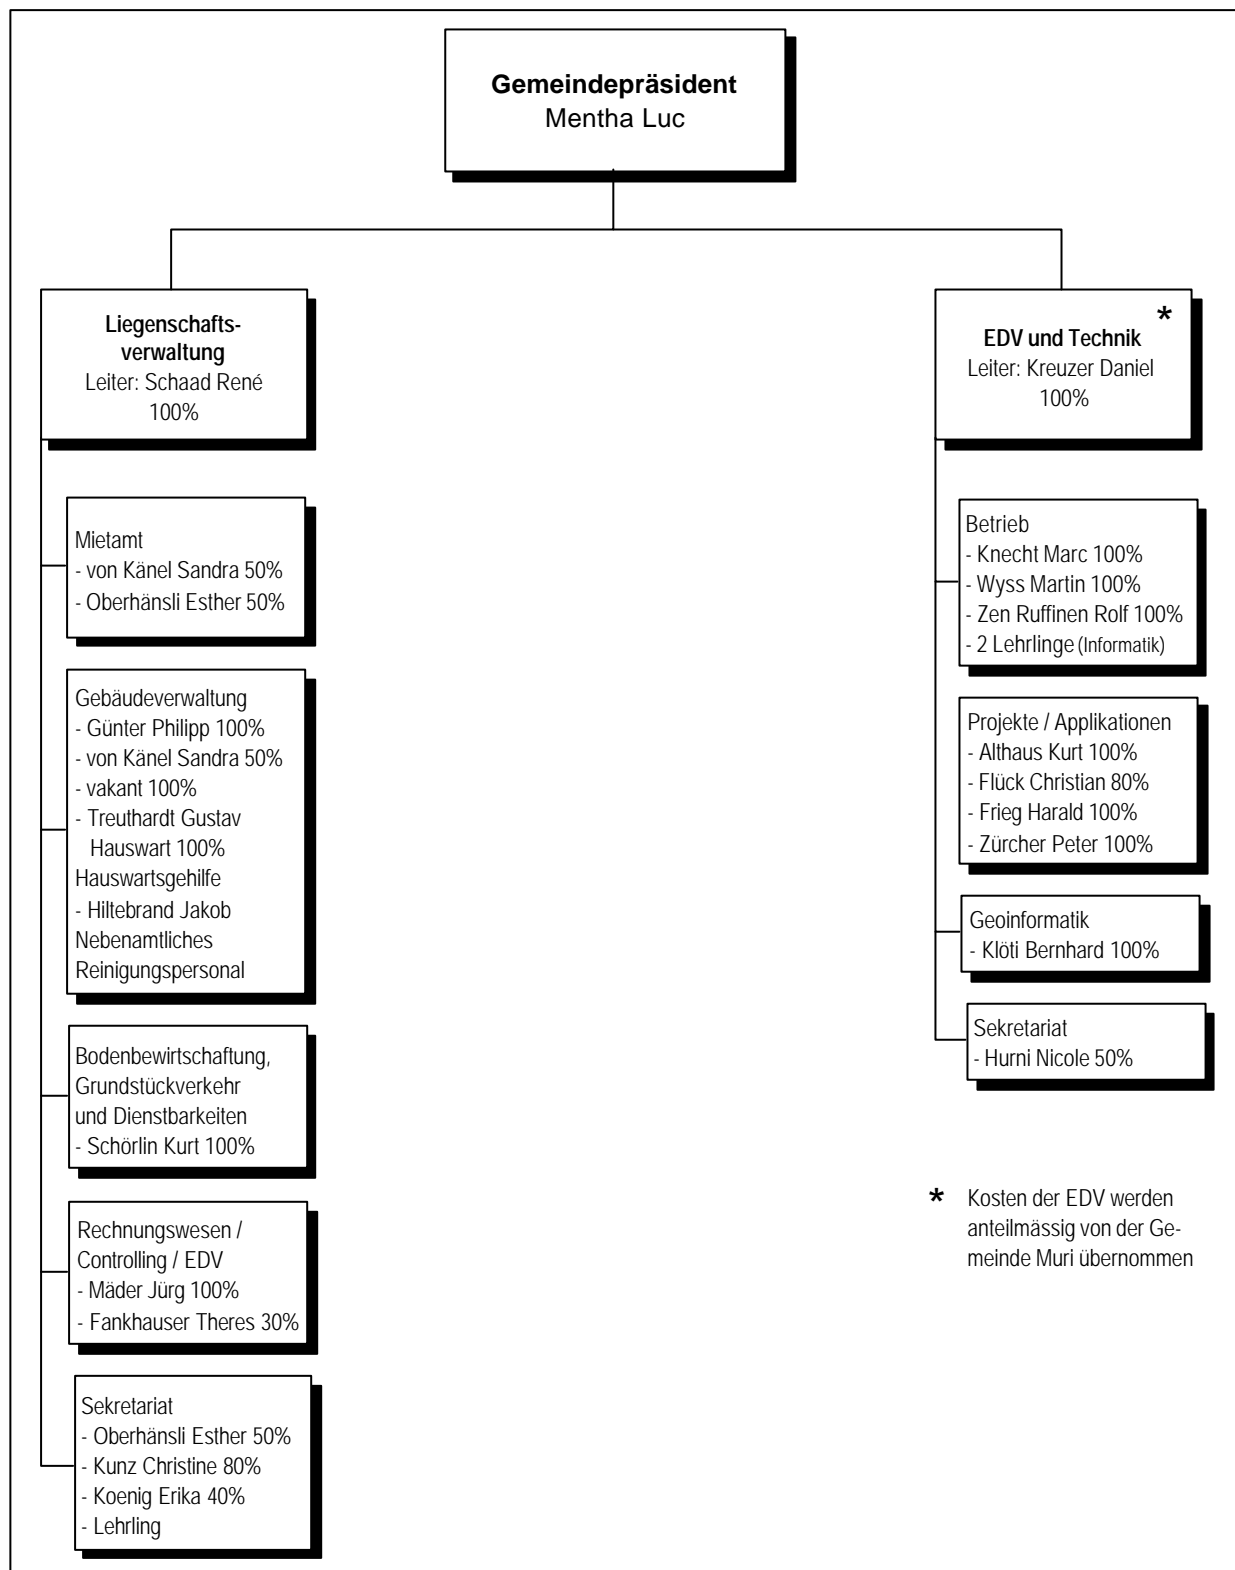 Gemeindepräsident
Mentha Luc
Liegenschafts-
verwaltung
Leiter: Schaad René
100%
Mietamt
- von Känel Sandra 50%
- Oberhänsli Esther 50%
Gebäudeverwaltung
- Günter Philipp 100%
- von Känel Sandra 50%
- vakant 100%
- Treuthardt Gustav
Hauswart 100%
Hauswartsgehilfe
- Hiltebrand Jakob
Nebenamtliches
Reinigungspersonal
Bodenbewirtschaftung,
Grundstückverkehr
und Dienstbarkeiten
- Schörlin Kurt 100%
Rechnungswesen /
Controlling / EDV
- Mäder Jürg 100%
- Fankhauser Theres 30%
Sekretariat
- Oberhänsli Esther 50%
- Kunz Christine 80%
- Koenig Erika 40%
- Lehrling
*
EDV und Technik
Leiter: Kreuzer Daniel
100%
Betrieb
- Knecht Marc 100%
- Wyss Martin 100%
- Zen Ruffinen Rolf 100%
- 2 Lehrlinge (Informatik)
Projekte / Applikationen
- Althaus Kurt 100%
- Flück Christian 80%
- Frieg Harald 100%
- Zürcher Peter 100%
Geoinformatik
- Klöti Bernhard 100%
Sekretariat
- Hurni Nicole 50%
* Kosten der EDV werden
anteilmässig von der Ge-
meinde Muri übernommen